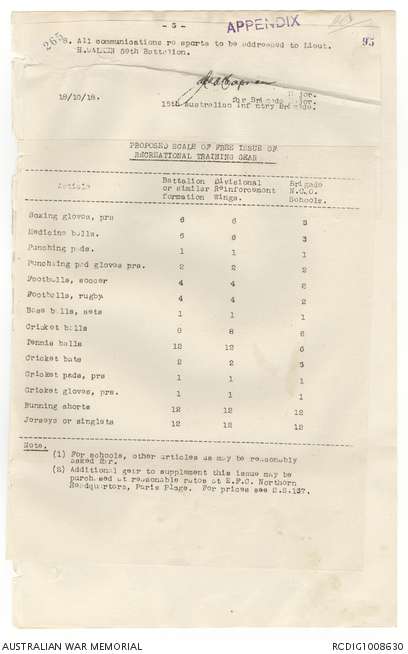 - 5 -
APPENDIX
265
95
8. All communications re sports to be addressed to Lieut.
H. 59th Battalion.
18/10/18.
Major.
for Brigade Major.
15th Australian Infantry Brigade.
PROPOSED SCALE OF FREE ISSUE OF
RECREATIONAL TRAINING GEAR
Article Battalion or similar formation Divisional Reinforcement Wings. Brigade N.C.O. Schools.
Boxing gloves, prs 6 6 3
Medicine balls. 6 6 3
Punching pads. 1 1 1
Punching pad gloves prs. 2 2 2
Footballs, soccer 4 4 2
Footballs, rugby 4 4 2
Base balls, sets 1 1 1
Cricket balls 6 8 6
Tennis balls 12 12 6
Cricket bats 2 2
Cricket pads, prs 1 1 1
Cricket gloves, prs. 1 1 1
Running shorts 12 12 12
Jerseys or singlets 12 12 12
Note.
(1) For schools, other articles as may be reasonably
asked for.
(2) Additional gear to supplement this issue may be
purchased at reasonable rates at E.F.C. Northern
Headquarters, Paris Plage. For prices see S.S.137.
AUSTRALIAN WAR MEMORIAL
RCDIG1008630